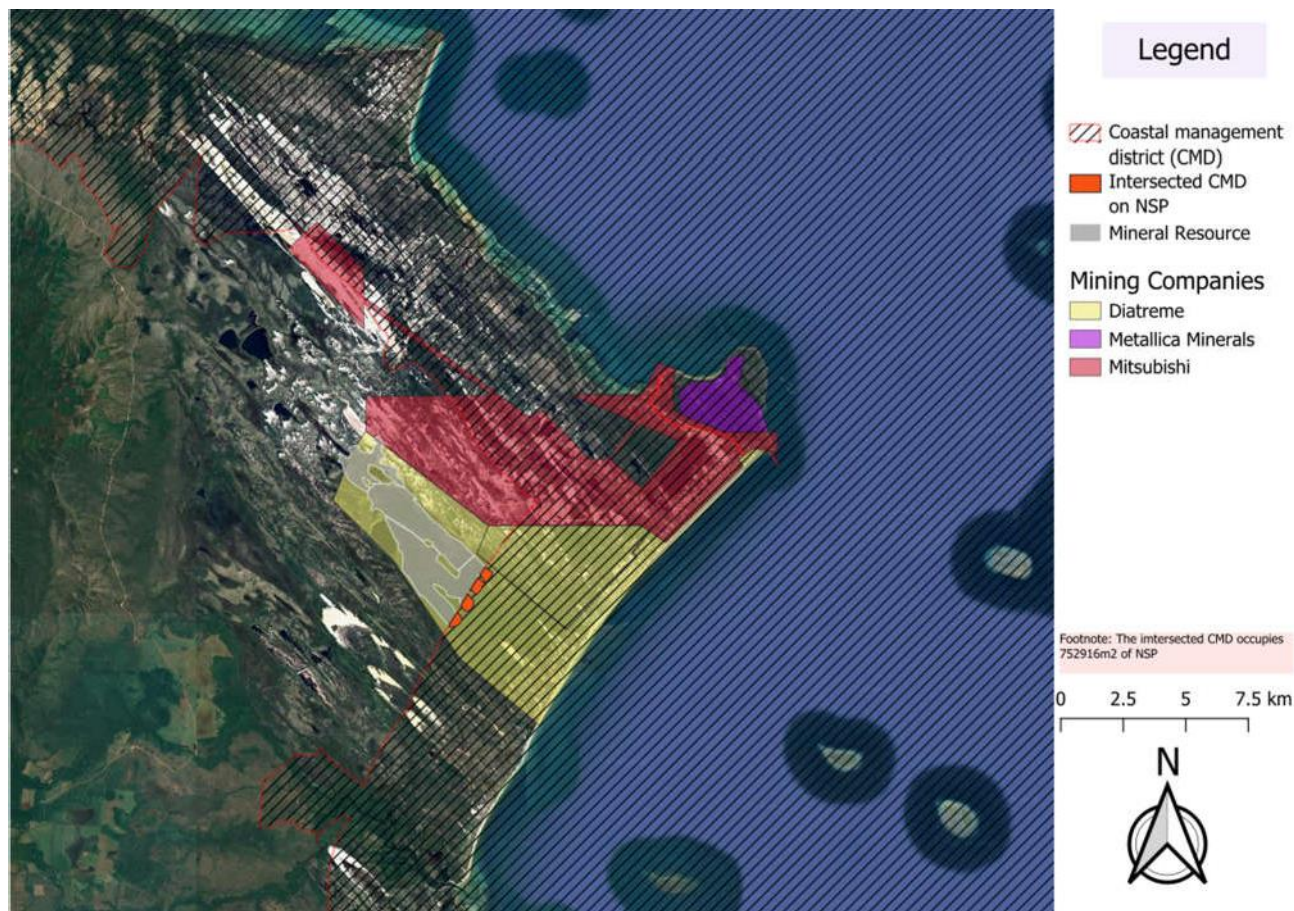 Legend
Coastal management
district (CMD)
Intersected CMD
on NSP
Mineral Resource
Mining Companies
Diatreme
Metallica Minerals
Mitsubishi
Footnote: The imtersected CMD occupies
752916m2 of NSP
0 2.5 5 7.5 km
N